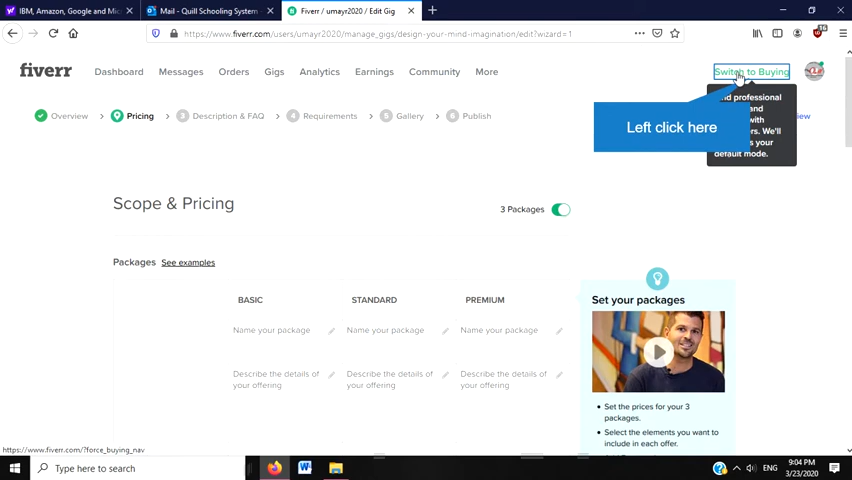 IBM, Amazon, Google and Mic
Mail - Quill Schooling System -
Fiverr / umayr2020 / Edit Gig
https://www.fiverr.com/users/umayr2020/manage_gigs/design-your-mind-imagination/edit?wizard=1
fiverr
Dashboard Messages Orders Gigs Analytics Earnings Community More Switch to Buying
Overview Pricing 3 Description & FAQ 4 Requirements 5 Gallery 6 Publish
Left click here
professional
and
with
your
default mode.
Scope & Pricing
3 Packages
Packages See examples
BASIC STANDARD PREMIUM
Name your package Name your package Name your package
Describe the details of your offering
Describe the details of your offering
Describe the details of your offering
Set your packages
Set the prices for your 3
packages.
Select the elements you want to
include in each offer.
https://www.fiverr.com/?force_buying_nav
Type here to search
ENG
9:04 PM
3/23/2020